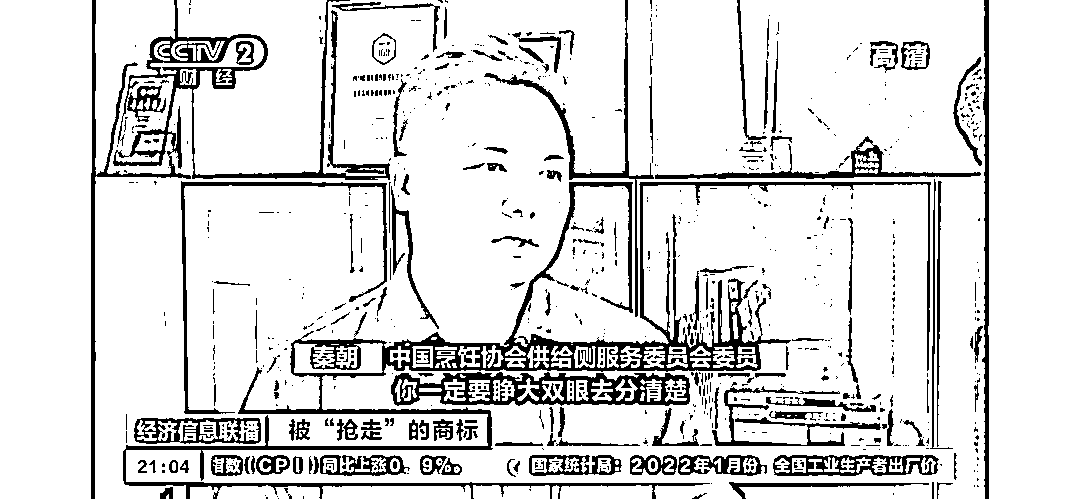 CCTV 2
财经
高清
秦朝 中国烹饪协会供给侧服务委员会委员
你一定要睁大双眼去分清楚
经济信息联播 被“抢走”的商标
21:04 指数((CPI))同比上涨0。9%。 国家统计局：2022年1月份，全国工业生产者出厂价